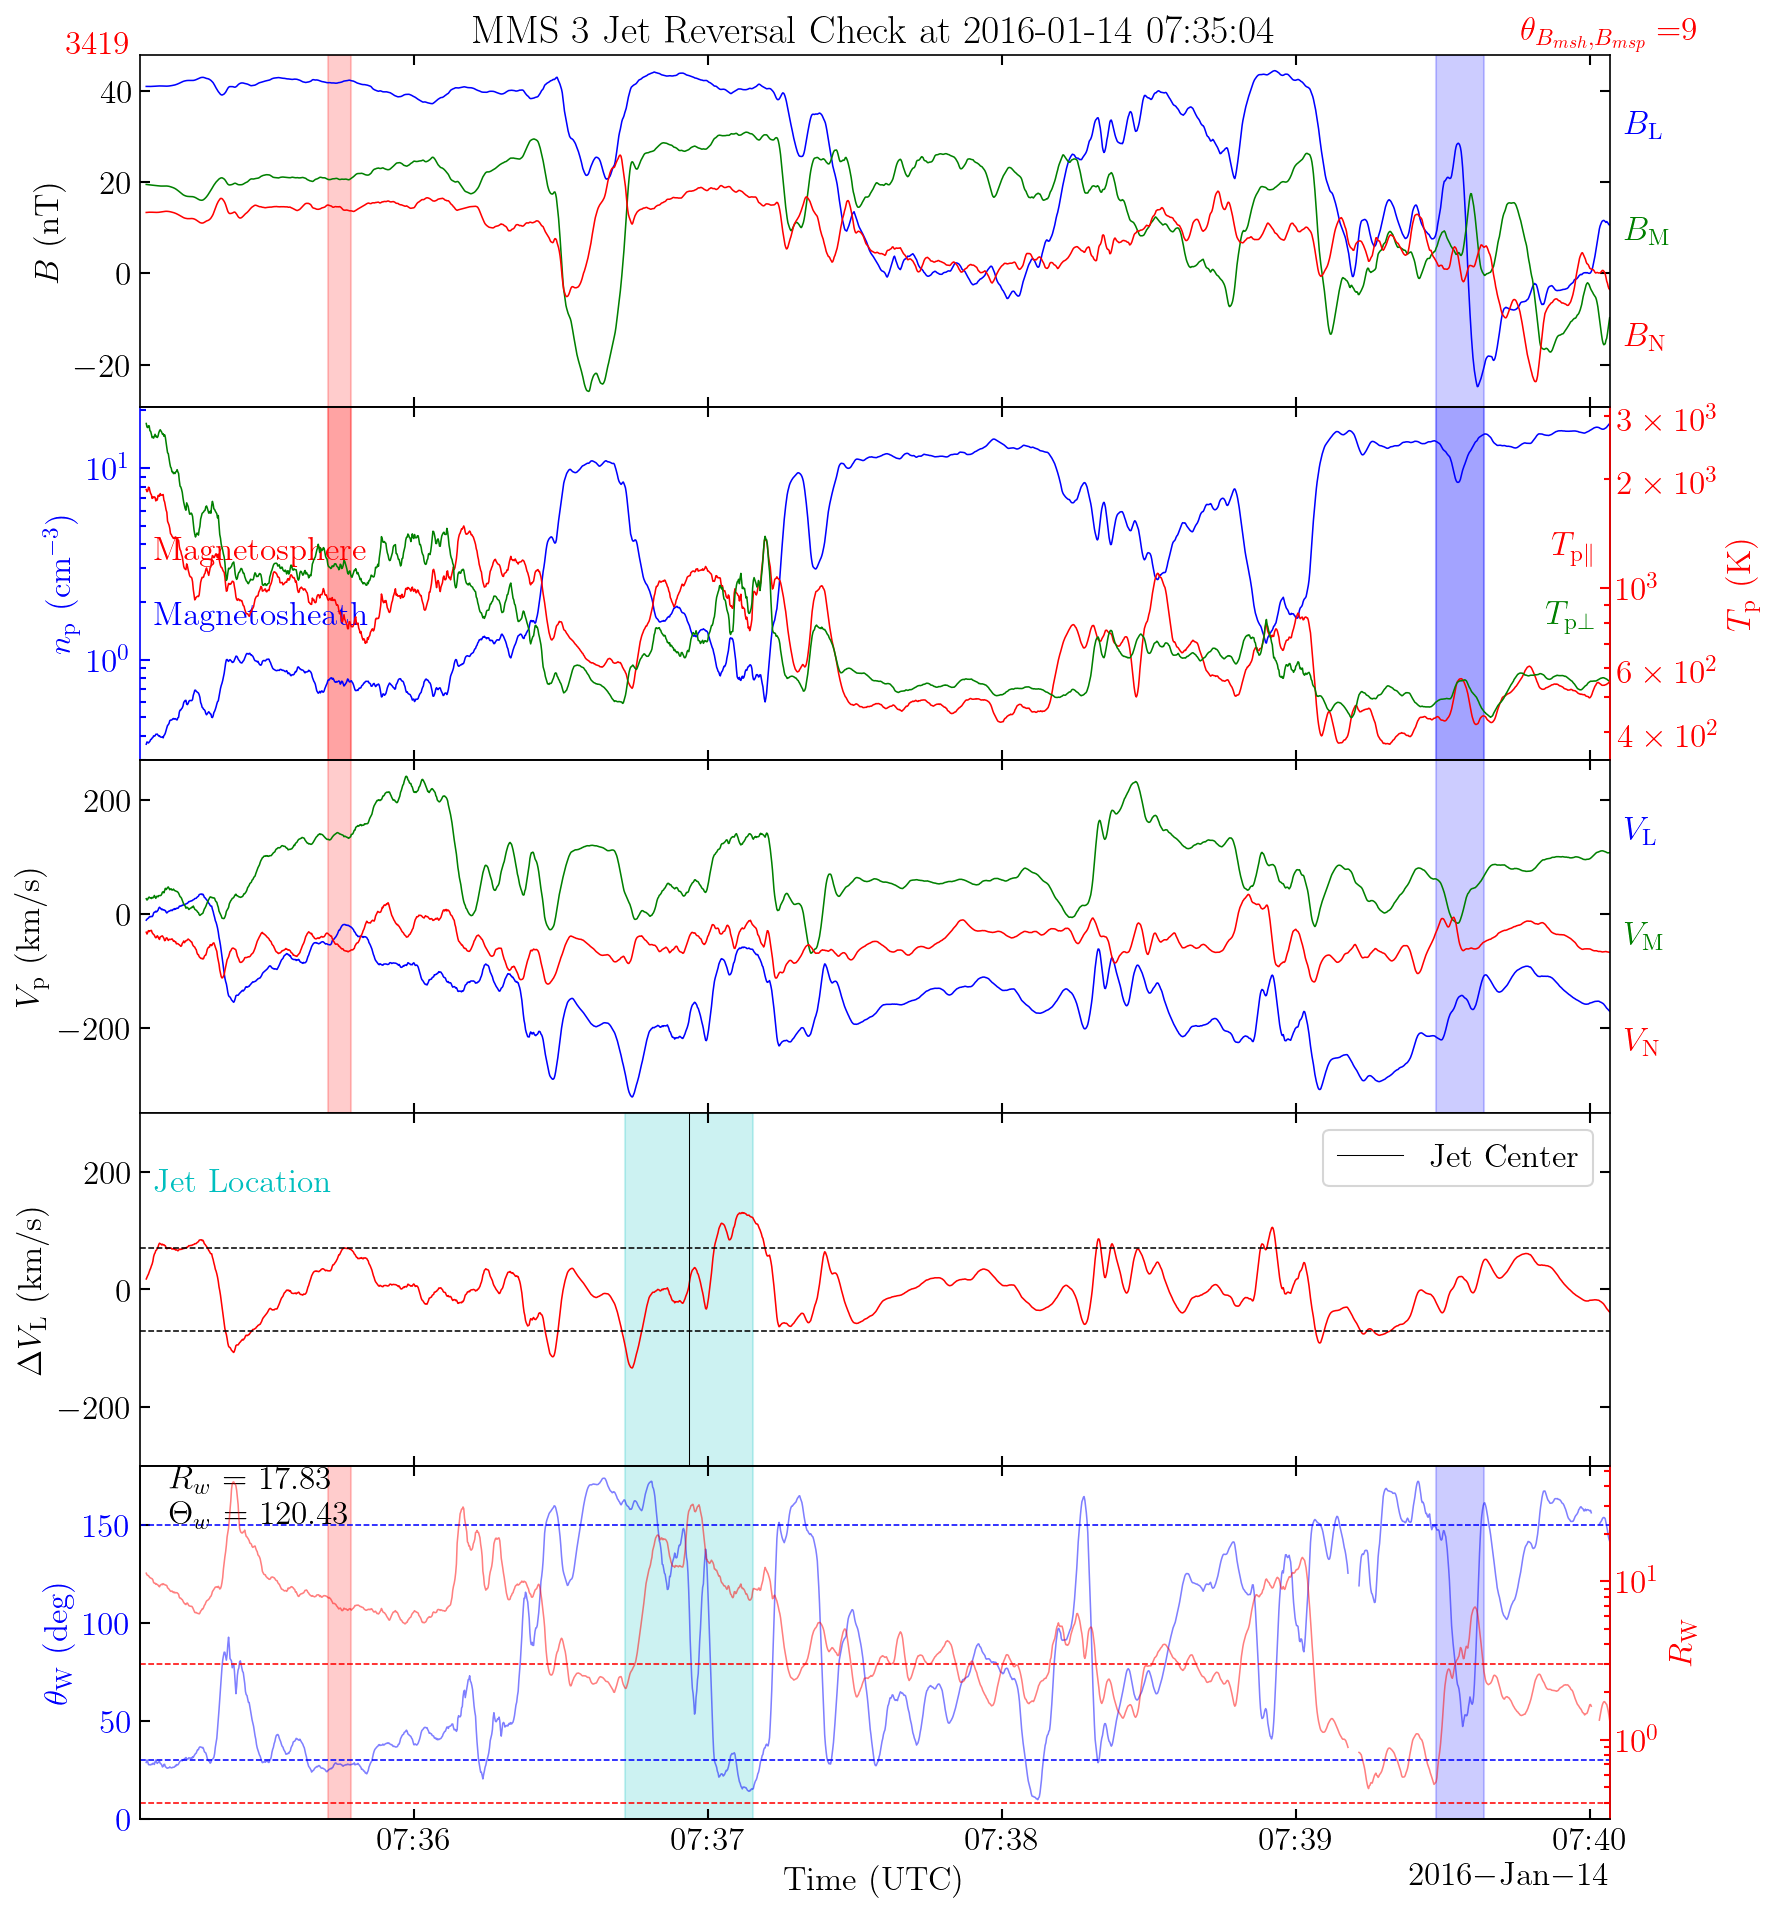 MMS 3 Jet Reversal Check at 2016-01-14 07:35:04
3419
θ_{B_{msh},B_{msp}} =9
40
20
0
−20
B (nT)
B_L
B_M
B_N
10^1
10^0
n_p (cm^{−3})
Magnetosphere
Magnetosheath
3 × 10^3
2 × 10^3
10^3
6 × 10^2
4 × 10^2
T_{p∥}
T_{p⊥}
T_p (K)
200
0
−200
V_p (km/s)
V_L
V_M
V_N
200
0
−200
ΔV_L (km/s)
Jet Location
Jet Center
R_w = 17.83
Θ_w = 120.43
150
100
50
0
θ_W (deg)
10^1
10^0
R_W
07:36 07:37 07:38 07:39 07:40
Time (UTC)
2016−Jan−14